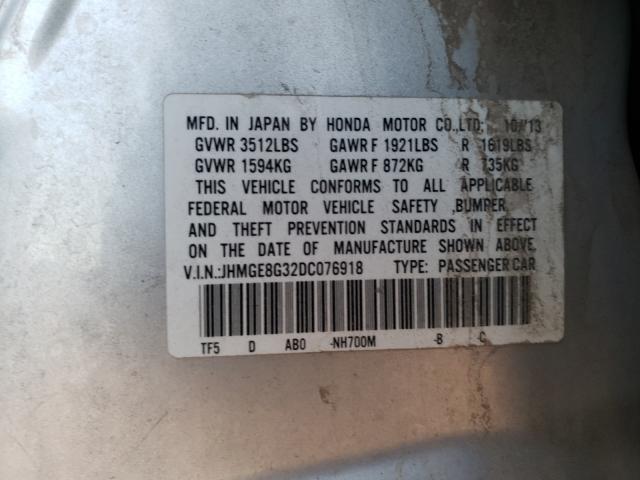 MFD. IN JAPAN BY HONDA MOTOR CO.,LTD. 10/13
GVWR 3512LBS GAWR F 1921LBS R 1619LBS
GVWR 1594KG GAWR F 872KG R 735KG
THIS VEHICLE CONFORMS TO ALL APPLICABLE
FEDERAL MOTOR VEHICLE SAFETY ,BUMPER,
AND THEFT PREVENTION STANDARDS IN EFFECT
ON THE DATE OF MANUFACTURE SHOWN ABOVE.
V.I.N.:JHMGE8G32DC076918 TYPE: PASSENGER CAR
TF5 D AB0 -NH700M -B -C